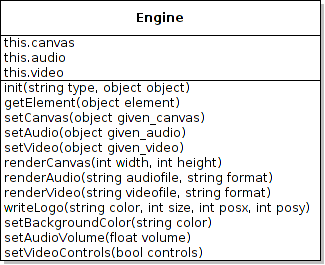 Engine
this.canvas
this.audio
this.video
init(string type, object object)
getElement(object element)
setCanvas(object given_canvas)
setAudio(object given_audio)
setVideo(object given_video)
renderCanvas(int width, int height)
renderAudio(string audiofile, string format)
renderVideo(string videofile, string format)
writeLogo(string color, int size, int posx, int posy)
setBackgroundColor(string color)
setAudioVolume(float volume)
setVideoControls(bool controls)